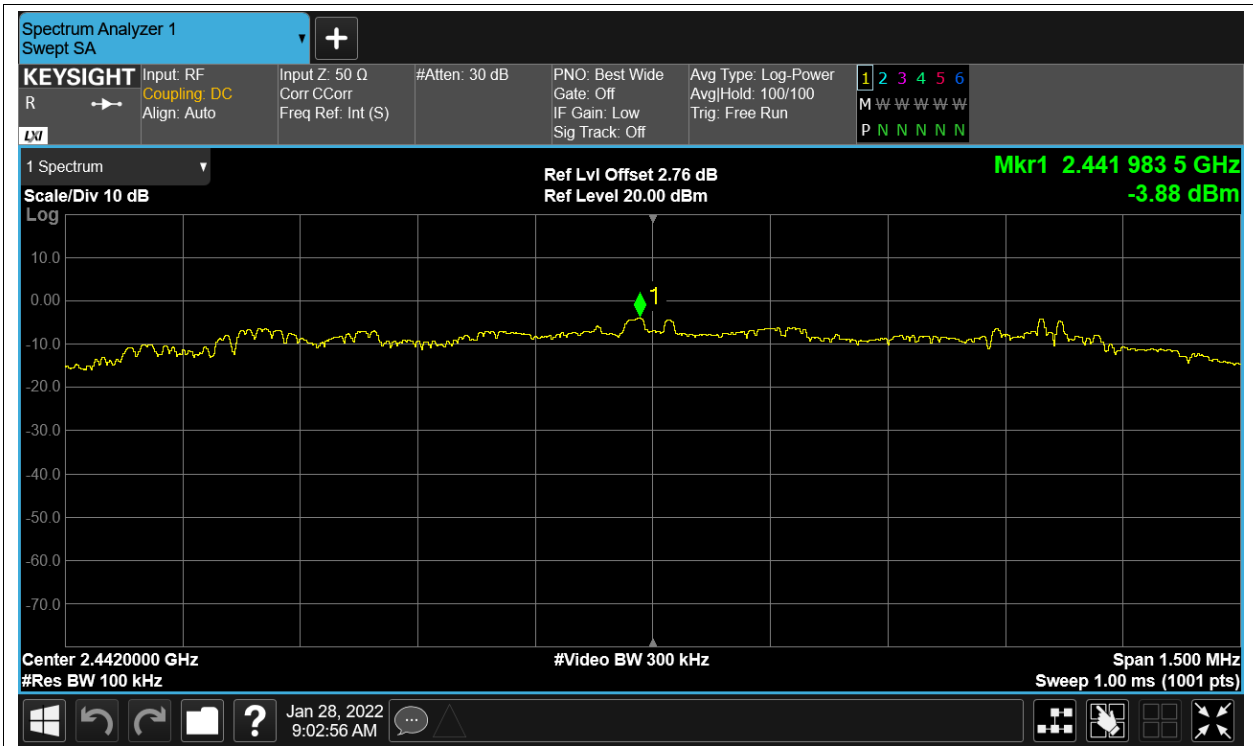 Spectrum Analyzer 1
Swept SA
KEYSIGHT
R
LXI
Input: RF
Coupling: DC
Align: Auto
Input Z: 50 Ω
Corr CCorr
Freq Ref: Int (S)
#Atten: 30 dB
PNO: Best Wide
Gate: Off
IF Gain: Low
Sig Track: Off
Avg Type: Log-Power
Avg|Hold: 100/100
Trig: Free Run
1 2 3 4 5 6
M W W W W W
P N N N N N
1 Spectrum
Scale/Div 10 dB
Log
Ref Lvl Offset 2.76 dB
Ref Level 20.00 dBm
Mkr1 2.441 983 5 GHz
-3.88 dBm
10.0
0.00
1
-10.0
-20.0
-30.0
-40.0
-50.0
-60.0
-70.0
Center 2.4420000 GHz
#Res BW 100 kHz
#Video BW 300 kHz
Span 1.500 MHz
Sweep 1.00 ms (1001 pts)
?
Jan 28, 2022
9:02:56 AM